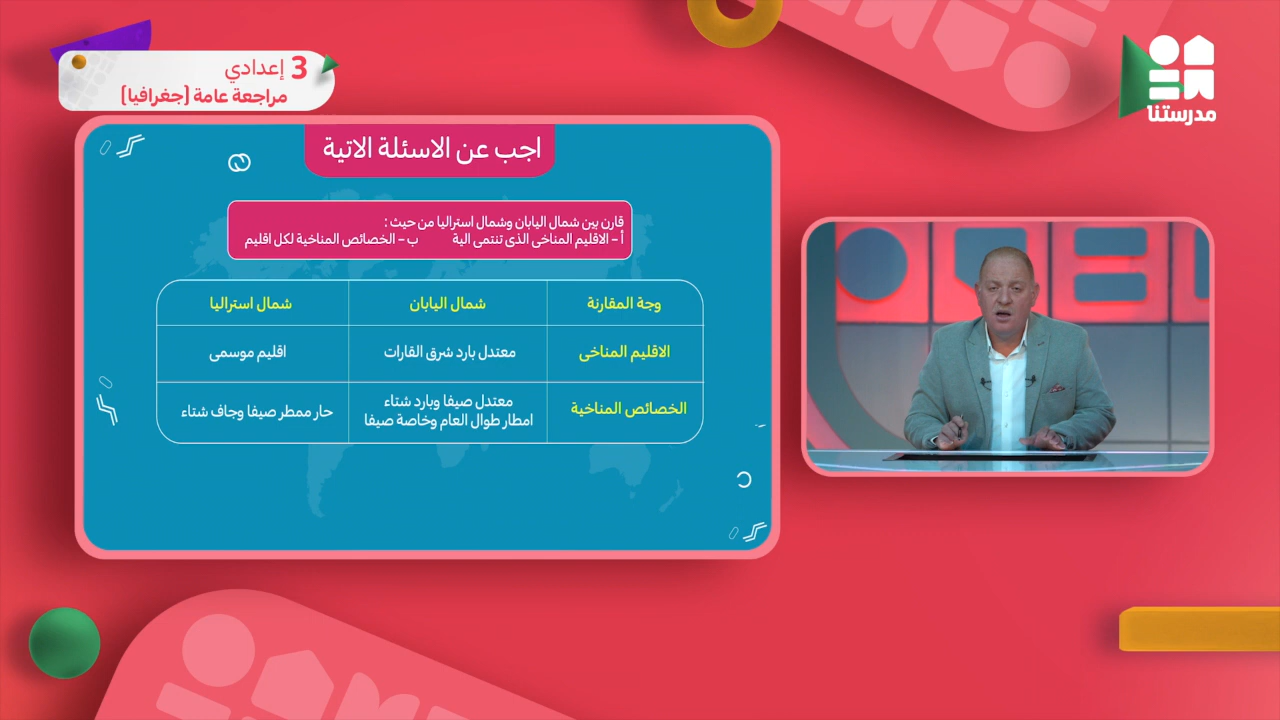 3 إعدادي
مراجعة عامة (جغرافيا)
مدرستنا
اجب عن الاسئلة الاتية
قارن بين شمال اليابان وشمال استراليا من حيث :
أ – الاقليم المناخى الذى تنتمى الية ب – الخصائص المناخية لكل اقليم
وجة المقارنة شمال اليابان شمال استراليا
الاقليم المناخى معتدل بارد شرق القارات اقليم موسمى
الخصائص المناخية معتدل صيفا وبارد شتاء حار ممطر صيفا وجاف شتاء
امطار طوال العام وخاصة صيفا